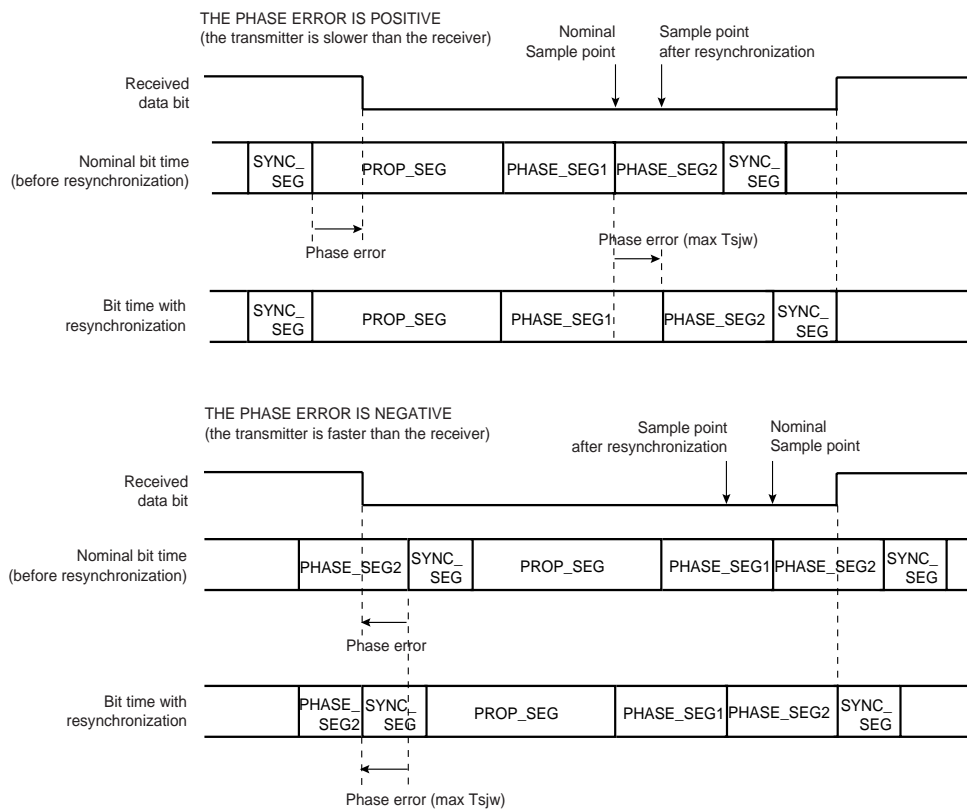 THE PHASE ERROR IS POSITIVE
(the transmitter is slower than the receiver)
Nominal
Sample point
Sample point
after resynchronization
Received
data bit
Nominal bit time
(before resynchronization)
SYNC_
SEG
PROP_SEG
PHASE_SEG1
PHASE_SEG2
SYNC_
SEG
Phase error
Phase error (max Tsjw)
Bit time with
resynchronization
SYNC_
SEG
PROP_SEG
PHASE_SEG1
PHASE_SEG2
SYNC_
SEG
THE PHASE ERROR IS NEGATIVE
(the transmitter is faster than the receiver)
Sample point
after resynchronization
Nominal
Sample point
Received
data bit
Nominal bit time
(before resynchronization)
PHASE_SEG2
SYNC_
SEG
PROP_SEG
PHASE_SEG1
PHASE_SEG2
SYNC_
SEG
Phase error
Bit time with
resynchronization
PHASE_
SEG2
SYNC_
SEG
PROP_SEG
PHASE_SEG1
PHASE_SEG2
SYNC_
SEG
Phase error (max Tsjw)